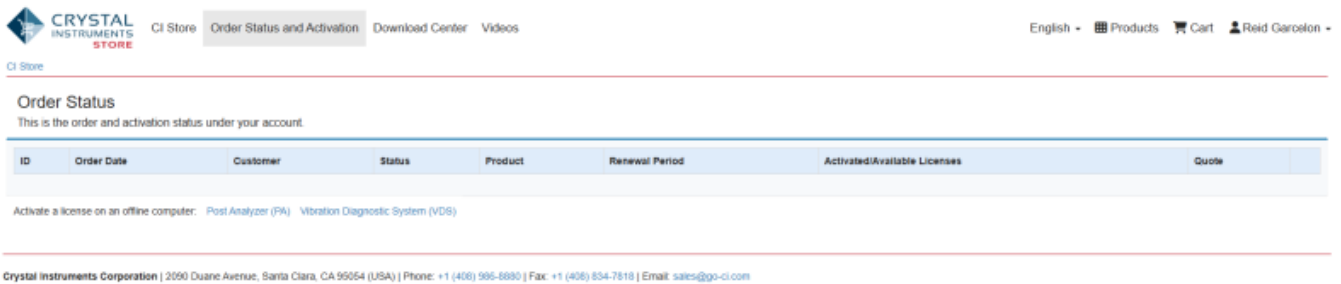 CRYSTAL
INSTRUMENTS
STORE
CI Store Order Status and Activation Download Center Videos English Products Cart Reid Garcelon
CI Store
Order Status
This is the order and activation status under your account.
ID Order Date Customer Status Product Renewal Period Activated/Available Licenses Quote
Activate a license on an offline computer: Post Analyzer (PA) Vibration Diagnostic System (VDS)
Crystal Instruments Corporation | 2090 Duane Avenue, Santa Clara, CA 95054 (USA) | Phone: +1 (408) 986-8880 | Fax: +1 (408) 834-7818 | Email: sales@go-ci.com